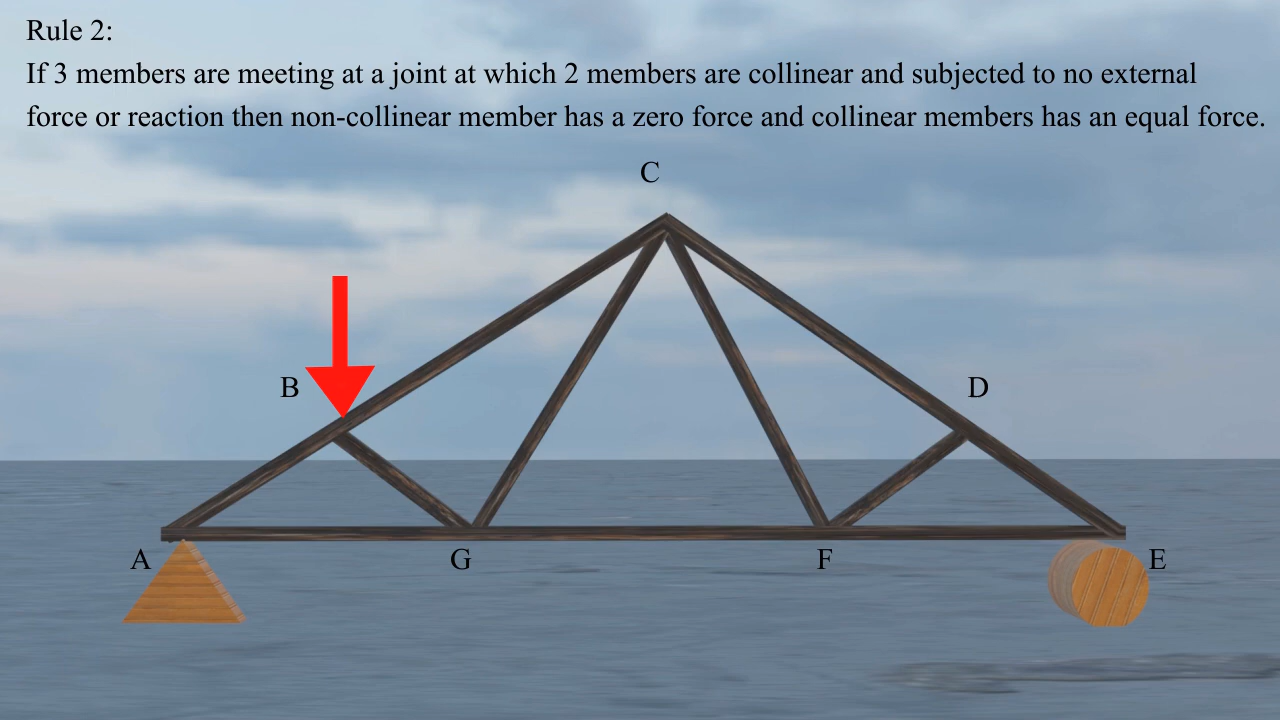 Rule 2:
If 3 members are meeting at a joint at which 2 members are collinear and subjected to no external
force or reaction then non-collinear member has a zero force and collinear members has an equal force.
C
B
D
A
G
F
E